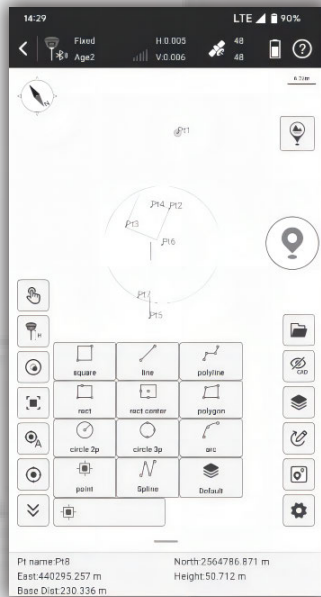 14:29 LTE 90%
Fixed H:0.005 48
Age2 V:0.006 48
N
Pt1
Pt4 Pt2
Pt3
Pt6
Pt7
Pt5
H
CAD
A
square line polyline
rect rect center polygon
circle 2p circle 3p arc
point Spline Default
Pt name:Pt8 North:2564786.871 m
East:440295.257 m Height:50.712 m
Base Dist:230.336 m